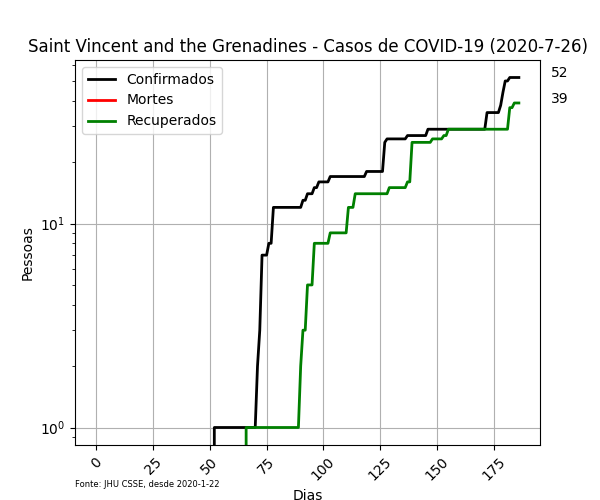 Saint Vincent and the Grenadines - Casos de COVID-19 (2020-7-26)
Confirmados
Mortes
Recuperados
52
39
Pessoas
10¹
10⁰
0 25 50 75 100 125 150 175
Fonte: JHU CSSE, desde 2020-1-22
Dias